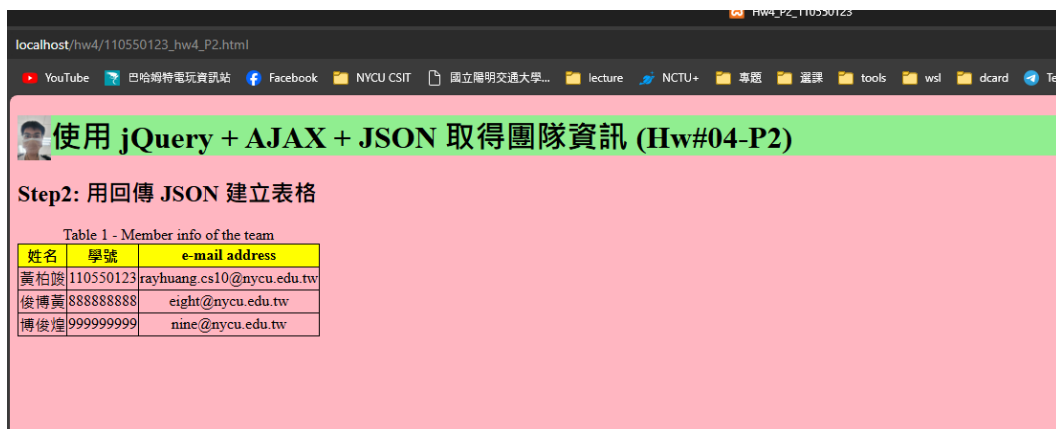 Hw4_P2_110550123
localhost/hw4/110550123_hw4_P2.html
YouTube 巴哈姆特電玩資訊站 Facebook NYCU CSIT 國立陽明交通大學... lecture NCTU+ 專題 選課 tools wsl dcard Te
使用 jQuery + AJAX + JSON 取得團隊資訊 (Hw#04-P2)
Step2: 用回傳 JSON 建立表格
Table 1 - Member info of the team
姓名 學號 e-mail address
黃柏竣 110550123 rayhuang.cs10@nycu.edu.tw
俊博黃 888888888 eight@nycu.edu.tw
博俊煌 999999999 nine@nycu.edu.tw